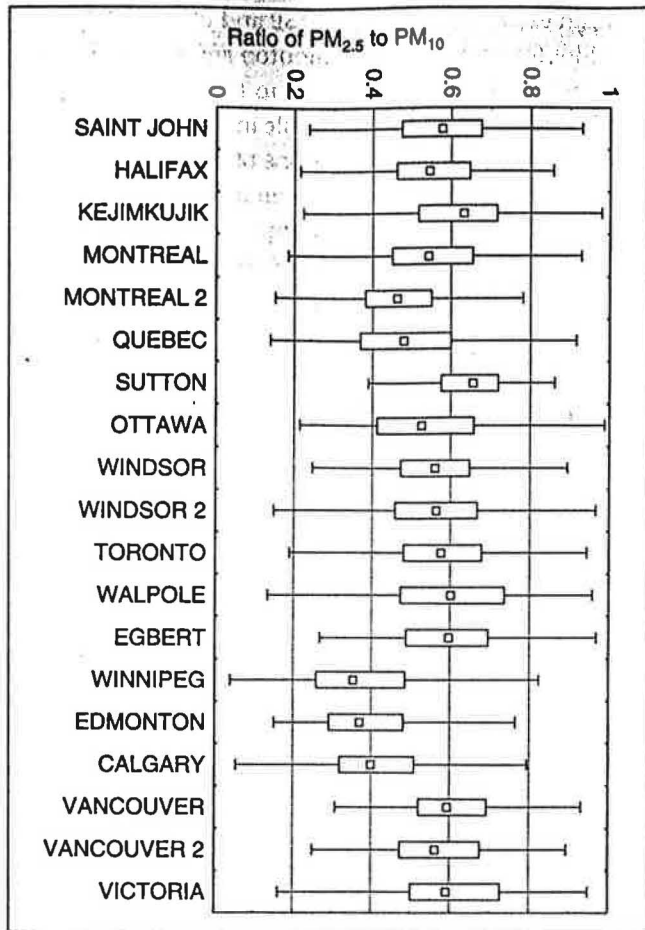 Ratio of PM2.5 to PM10
0 0.2 0.4 0.6 0.8 1
SAINT JOHN
HALIFAX
KEJIMKUJIK
MONTREAL
MONTREAL 2
QUEBEC
SUTTON
OTTAWA
WINDSOR
WINDSOR 2
TORONTO
WALPOLE
EGBERT
WINNIPEG
EDMONTON
CALGARY
VANCOUVER
VANCOUVER 2
VICTORIA